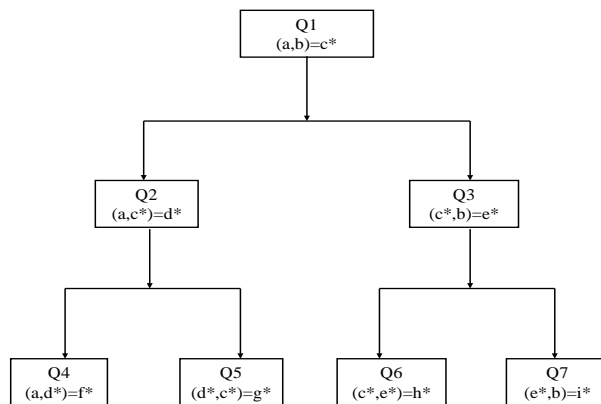 Q1
(a,b)=c*
Q2
(a,c*)=d*
Q3
(c*,b)=e*
Q4
(a,d*)=f*
Q5
(d*,c*)=g*
Q6
(c*,e*)=h*
Q7
(e*,b)=i*